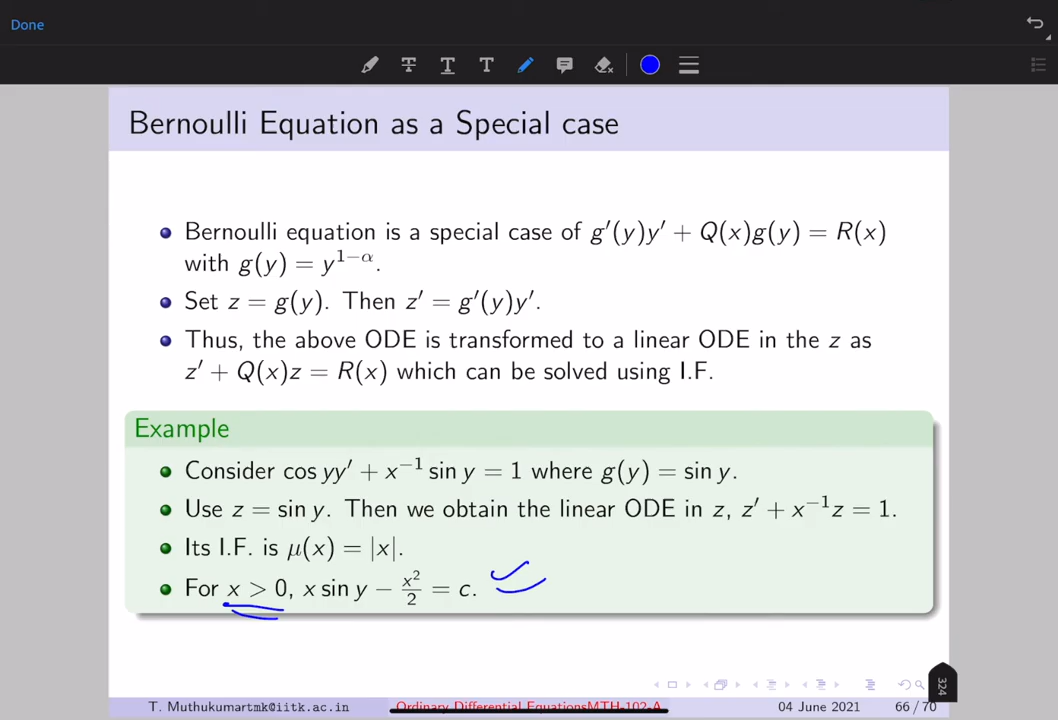 Done
T T T
Bernoulli Equation as a Special case
Bernoulli equation is a special case of g′(y)y′ + Q(x)g(y) = R(x)
with g(y) = y^{1−α}.
Set z = g(y). Then z′ = g′(y)y′.
Thus, the above ODE is transformed to a linear ODE in the z as
z′ + Q(x)z = R(x) which can be solved using I.F.
Example
Consider cos yy′ + x⁻¹ sin y = 1 where g(y) = sin y.
Use z = sin y. Then we obtain the linear ODE in z, z′ + x⁻¹z = 1.
Its I.F. is μ(x) = |x|.
For x > 0, x sin y − x²/2 = c.
324
T. Muthukumartmk@iitk.ac.in Ordinary Differential EquationsMTH-102-A 04 June 2021 66 / 70